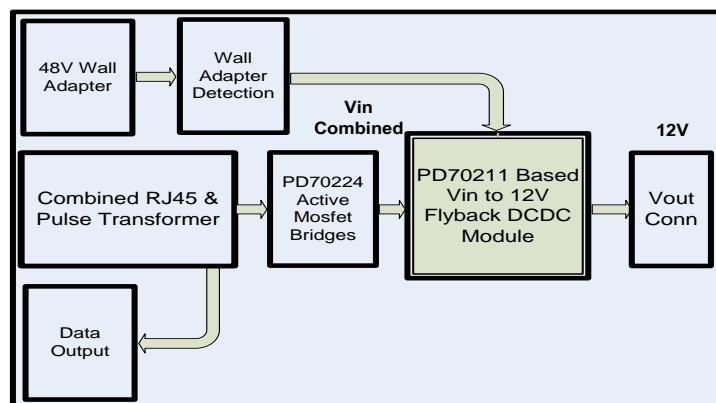 48V Wall
Adapter
Wall
Adapter
Detection
Vin
Combined
12V
Combined RJ45 &
Pulse Transformer
PD70224
Active
Mosfet
Bridges
PD70211 Based
Vin to 12V
Flyback DCDC
Module
Vout
Conn
Data
Output